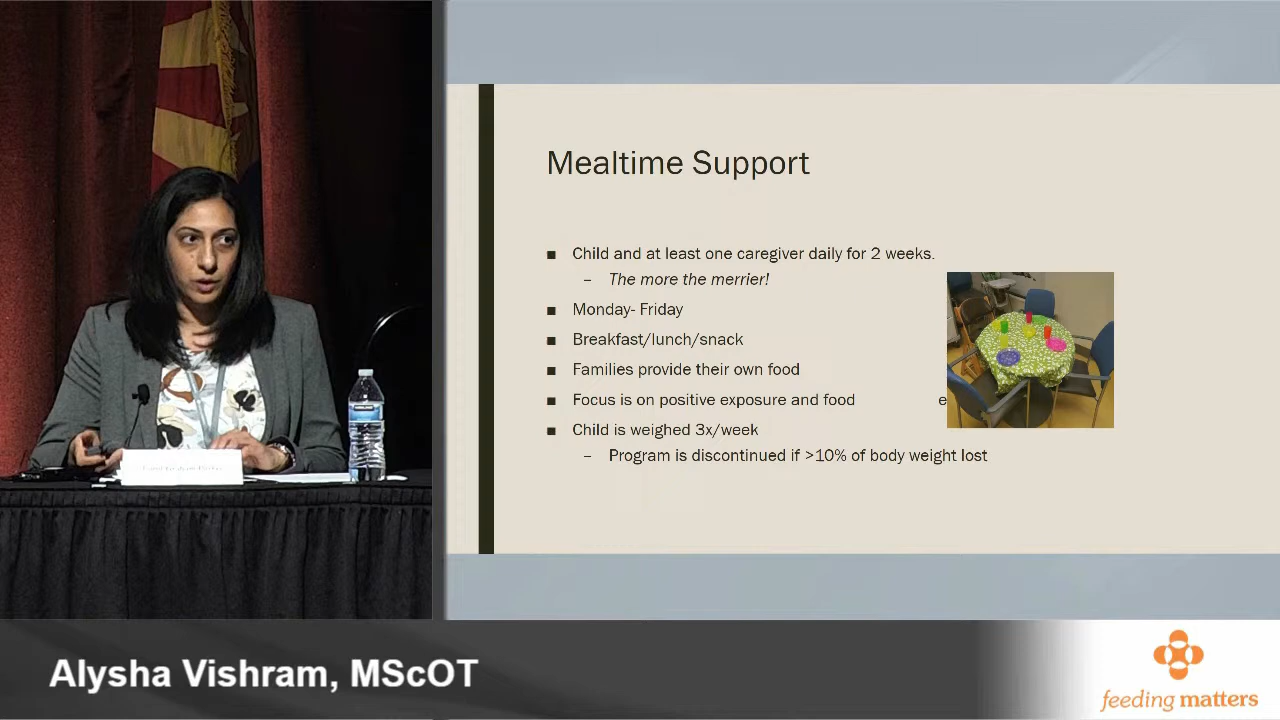 Mealtime Support
■ Child and at least one caregiver daily for 2 weeks.
– The more the merrier!
■ Monday- Friday
■ Breakfast/lunch/snack
■ Families provide their own food
■ Focus is on positive exposure and food e
■ Child is weighed 3x/week
– Program is discontinued if >10% of body weight lost
Alysha Vishram, MScOT
feeding matters